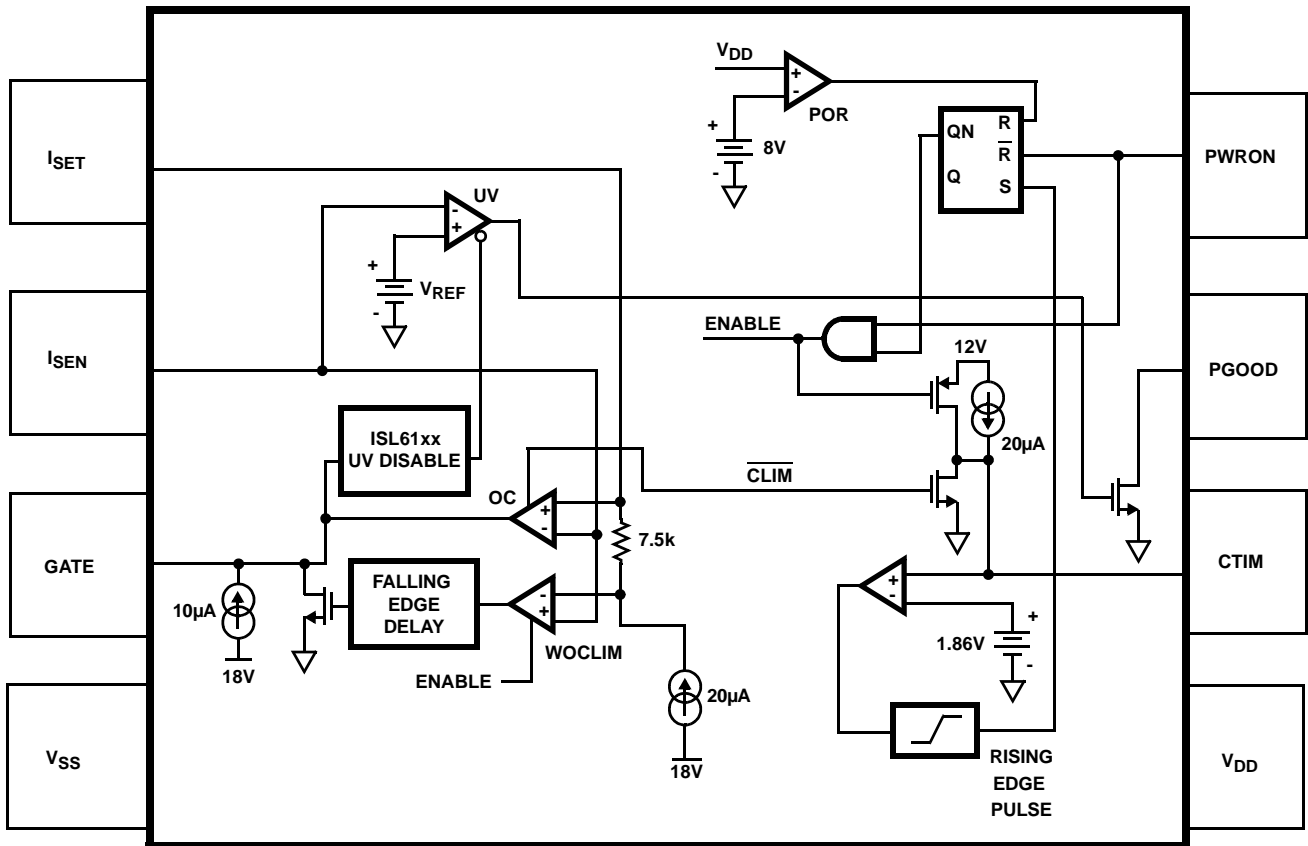 VDD
+
-
POR
+
-
8V
QN
Q
R
R̅
S
ISET
PWRON
UV
-
+
+
-
VREF
ENABLE
12V
20µA
ISEN
PGOOD
ISL61xx
UV DISABLE
OC
+
-
C̅L̅I̅M̅
7.5k
GATE
CTIM
10µA
18V
FALLING
EDGE
DELAY
-
+
WOCLIM
ENABLE
+
-
1.86V
+
-
20µA
18V
RISING
EDGE
PULSE
VSS
VDD